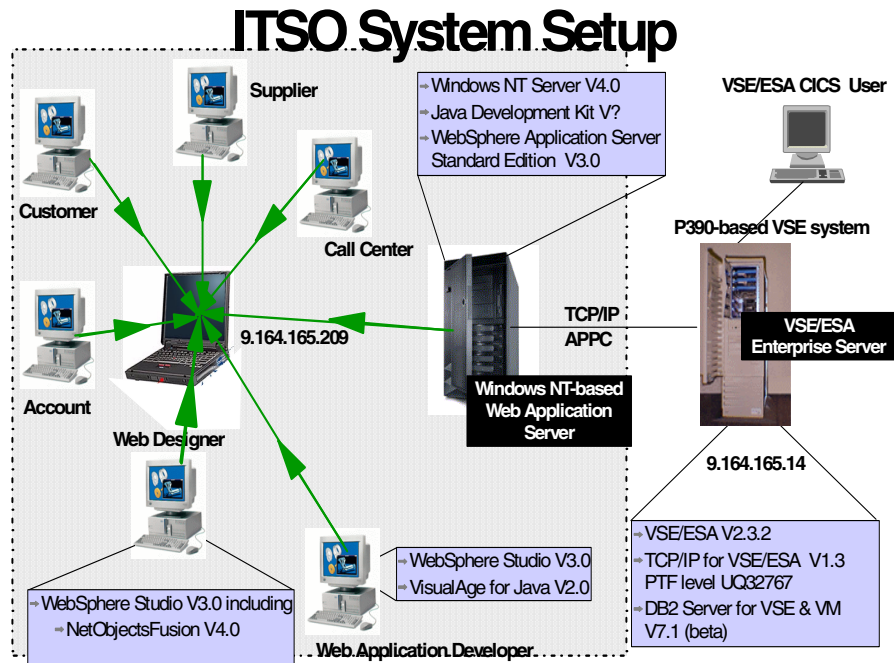 ITSO System Setup
Supplier
Customer
Call Center
Account
9.164.165.209
Web Designer
⇒ WebSphere Studio V3.0 including
⇒ NetObjectsFusion V4.0
⇒ WebSphere Studio V3.0
⇒ VisualAge for Java V2.0
Web Application Developer
⇒ Windows NT Server V4.0
⇒ Java Development Kit V?
⇒ WebSphere Application Server
Standard Edition V3.0
Windows NT-based
Web Application
Server
TCP/IP
APPC
VSE/ESA CICS User
P390-based VSE system
VSE/ESA
Enterprise Server
9.164.165.14
⇒ VSE/ESA V2.3.2
⇒ TCP/IP for VSE/ESA V1.3
PTF level UQ32767
⇒ DB2 Server for VSE & VM
V7.1 (beta)